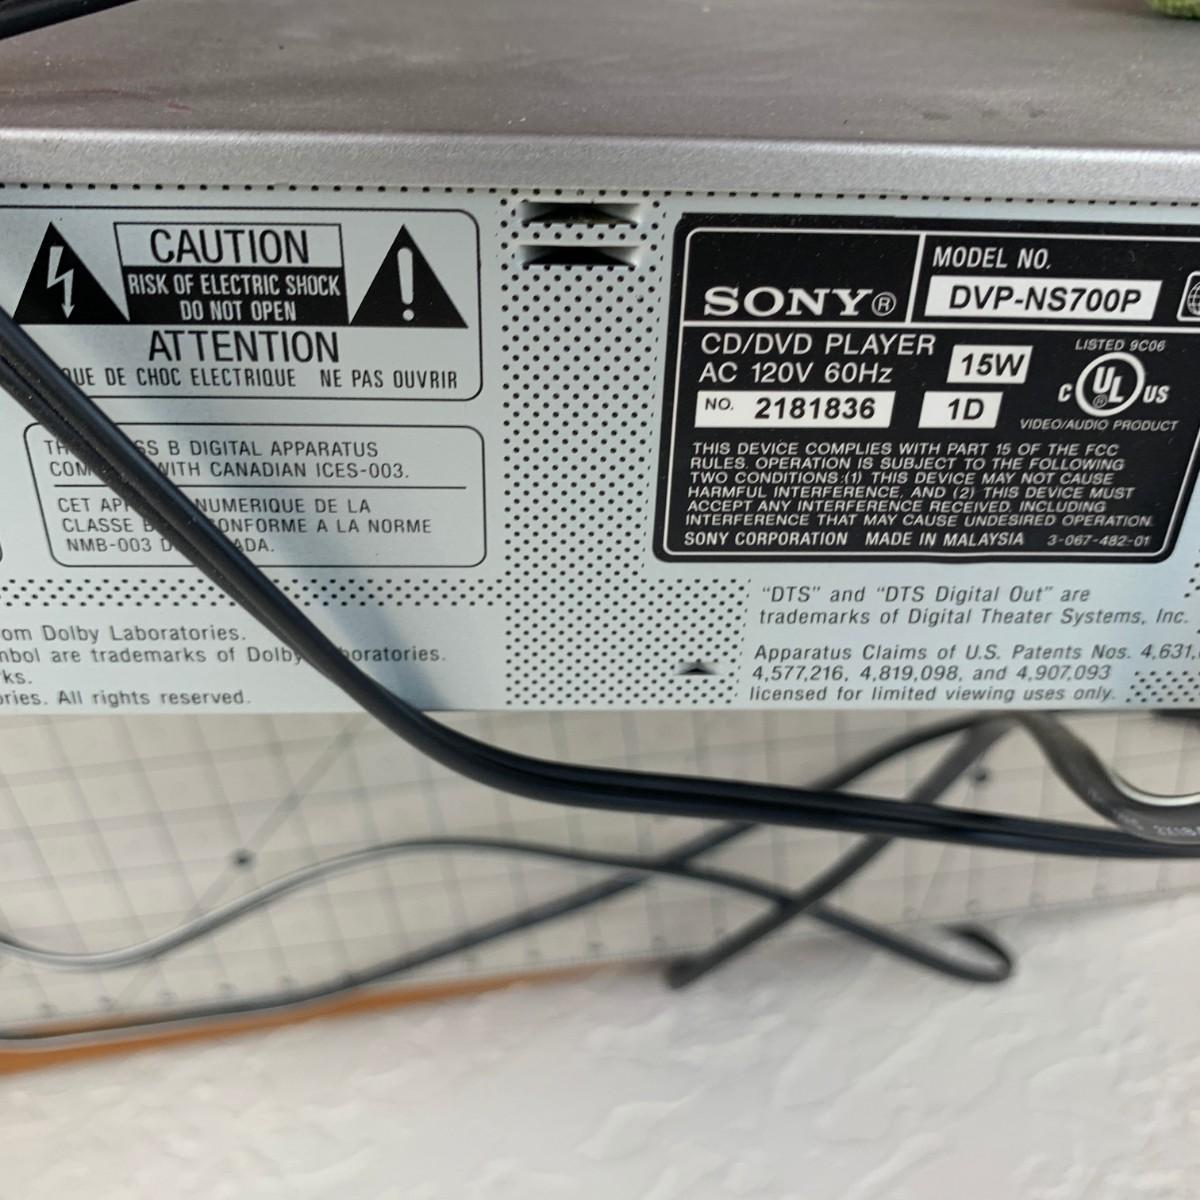 CAUTION
RISK OF ELECTRIC SHOCK
DO NOT OPEN
ATTENTION
DE CHOC ELECTRIQUE NE PAS OUVRIR
B DIGITAL APPARATUS
WITH CANADIAN ICES-003.
CET NUMERIQUE DE LA
CLASSE B CONFORME A LA NORME
NMB-003
om Dolby Laboratories.
are trademarks of Dolby
All rights reserved.
SONY®
MODEL NO.
DVP-NS700P
CD/DVD PLAYER
AC 120V 60Hz
15W
NO. 2181836
1D
LISTED 9C06
C UL® US
VIDEO/AUDIO PRODUCT
THIS DEVICE COMPLIES WITH PART 15 OF THE FCC
RULES. OPERATION IS SUBJECT TO THE FOLLOWING
TWO CONDITIONS:(1) THIS DEVICE MAY NOT CAUSE
HARMFUL INTERFERENCE, AND (2) THIS DEVICE MUST
ACCEPT ANY INTERFERENCE RECEIVED, INCLUDING
INTERFERENCE THAT MAY CAUSE UNDESIRED OPERATION.
SONY CORPORATION MADE IN MALAYSIA 3-067-482-01
"DTS" and "DTS Digital Out" are
trademarks of Digital Theater Systems, Inc.
Apparatus Claims of U.S. Patents Nos. 4,631,
4,577,216, 4,819,098, and 4,907,093
licensed for limited viewing uses only.